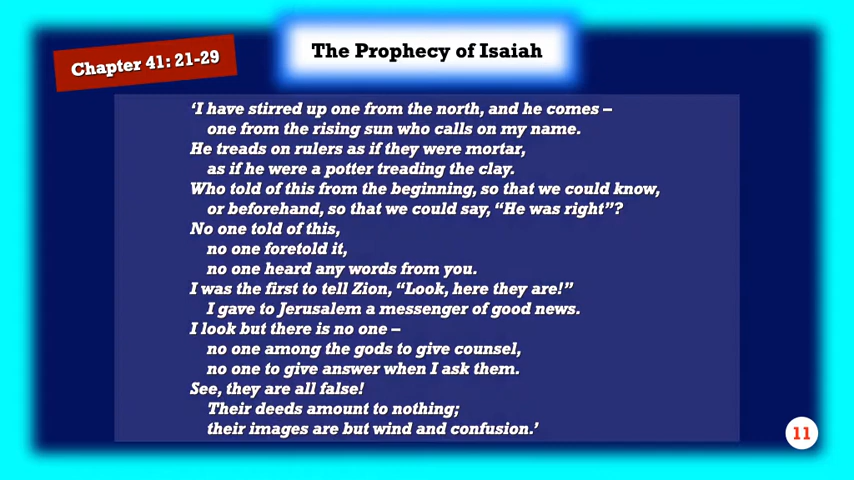 The Prophecy of Isaiah
Chapter 41: 21-29
‘I have stirred up one from the north, and he comes –
one from the rising sun who calls on my name.
He treads on rulers as if they were mortar,
as if he were a potter treading the clay.
Who told of this from the beginning, so that we could know,
or beforehand, so that we could say, “He was right”?
No one told of this,
no one foretold it,
no one heard any words from you.
I was the first to tell Zion, “Look, here they are!”
I gave to Jerusalem a messenger of good news.
I look but there is no one –
no one among the gods to give counsel,
no one to give answer when I ask them.
See, they are all false!
Their deeds amount to nothing;
their images are but wind and confusion.’
11